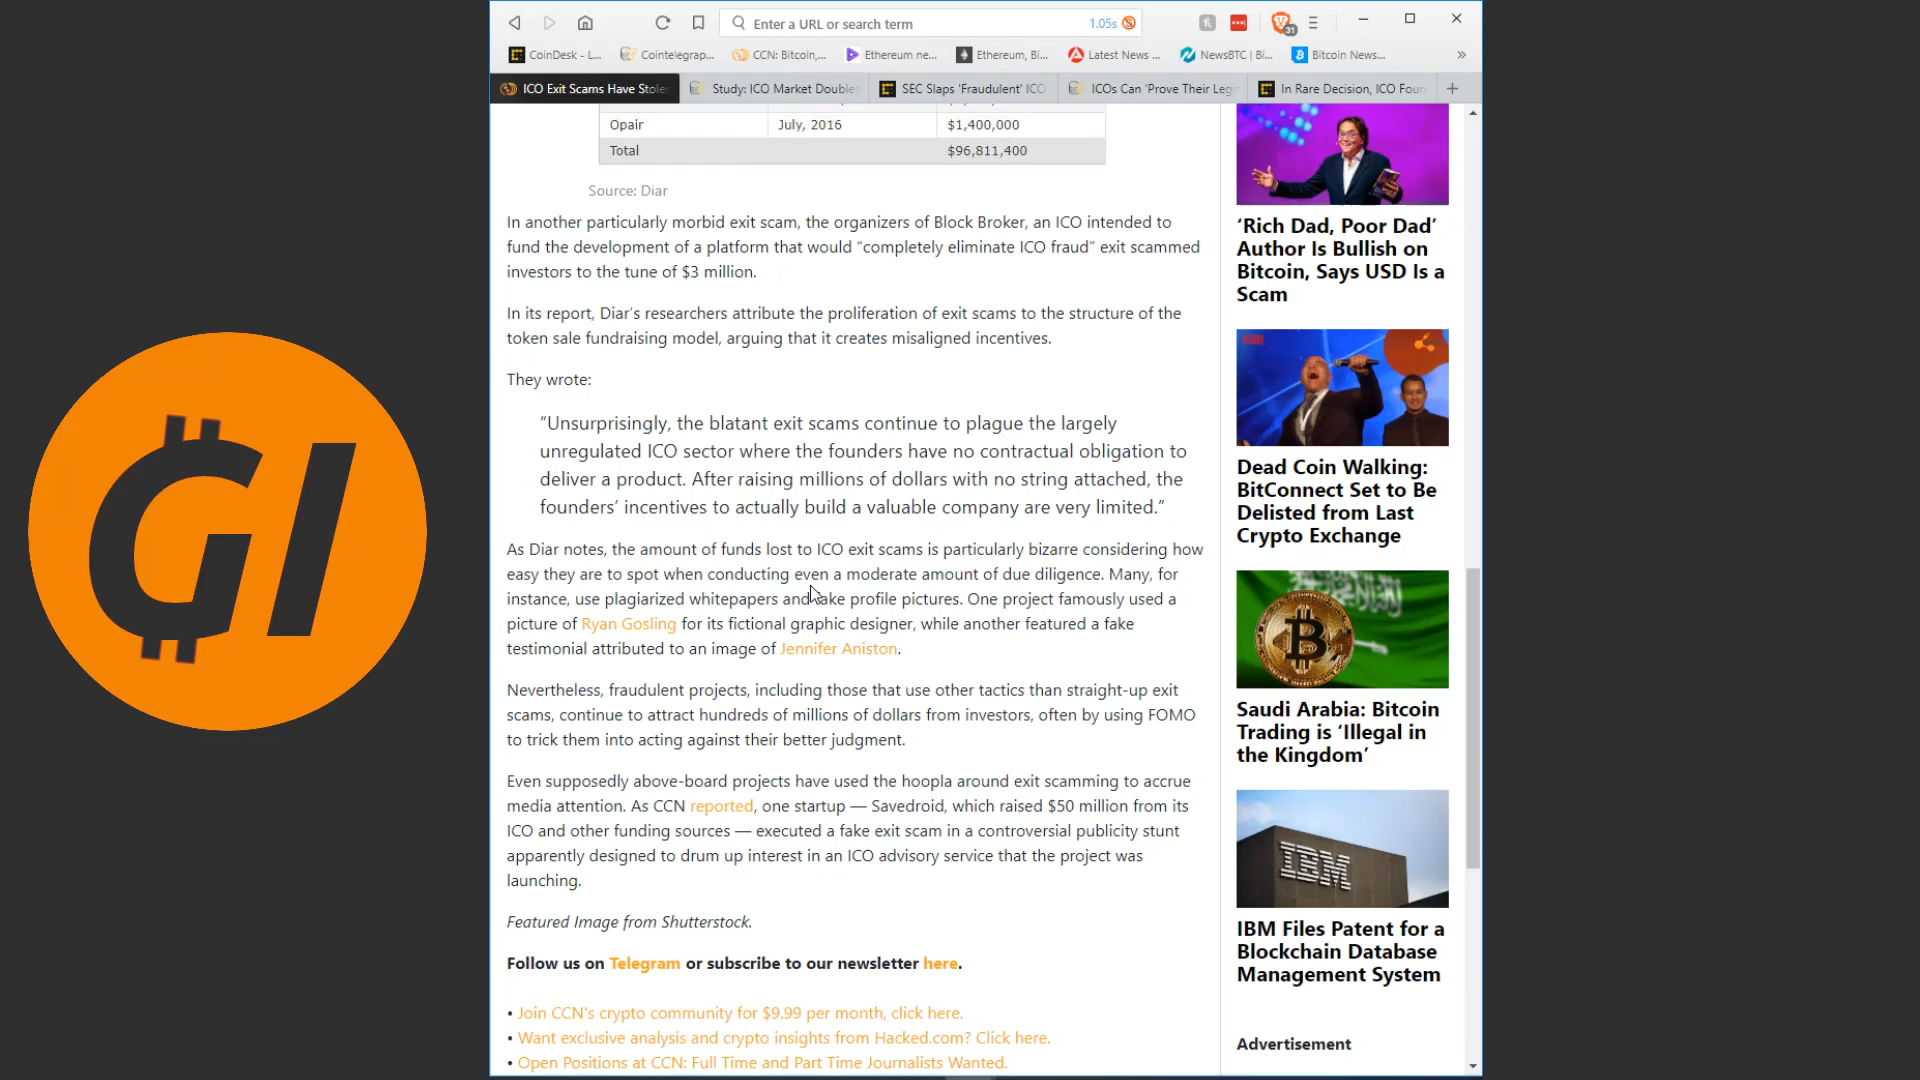 Enter a URL or search term
1.05s
31
CoinDesk - L...
Cointelegrap...
CCN: Bitcoin,...
Ethereum ne...
Ethereum, Bi...
Latest News ...
NewsBTC | Bi...
Bitcoin News...
»
ICO Exit Scams Have Stolen
Study: ICO Market Doubled
SEC Slaps 'Fraudulent' ICO
ICOs Can 'Prove Their Legi
In Rare Decision, ICO Foun
Opair July, 2016 $1,400,000
Total $96,811,400
Source: Diar
In another particularly morbid exit scam, the organizers of Block Broker, an ICO intended to
fund the development of a platform that would “completely eliminate ICO fraud” exit scammed
investors to the tune of $3 million.
In its report, Diar’s researchers attribute the proliferation of exit scams to the structure of the
token sale fundraising model, arguing that it creates misaligned incentives.
They wrote:
“Unsurprisingly, the blatant exit scams continue to plague the largely
unregulated ICO sector where the founders have no contractual obligation to
deliver a product. After raising millions of dollars with no string attached, the
founders’ incentives to actually build a valuable company are very limited.”
As Diar notes, the amount of funds lost to ICO exit scams is particularly bizarre considering how
easy they are to spot when conducting even a moderate amount of due diligence. Many, for
instance, use plagiarized whitepapers and fake profile pictures. One project famously used a
picture of Ryan Gosling for its fictional graphic designer, while another featured a fake
testimonial attributed to an image of Jennifer Aniston.
Nevertheless, fraudulent projects, including those that use other tactics than straight-up exit
scams, continue to attract hundreds of millions of dollars from investors, often by using FOMO
to trick them into acting against their better judgment.
Even supposedly above-board projects have used the hoopla around exit scamming to accrue
media attention. As CCN reported, one startup — Savedroid, which raised $50 million from its
ICO and other funding sources — executed a fake exit scam in a controversial publicity stunt
apparently designed to drum up interest in an ICO advisory service that the project was
launching.
Featured Image from Shutterstock.
Follow us on Telegram or subscribe to our newsletter here.
• Join CCN's crypto community for $9.99 per month, click here.
• Want exclusive analysis and crypto insights from Hacked.com? Click here.
• Open Positions at CCN: Full Time and Part Time Journalists Wanted.
‘Rich Dad, Poor Dad’
Author Is Bullish on
Bitcoin, Says USD Is a
Scam
Dead Coin Walking:
BitConnect Set to Be
Delisted from Last
Crypto Exchange
Saudi Arabia: Bitcoin
Trading is ‘Illegal in
the Kingdom’
IBM
IBM Files Patent for a
Blockchain Database
Management System
Advertisement
GI